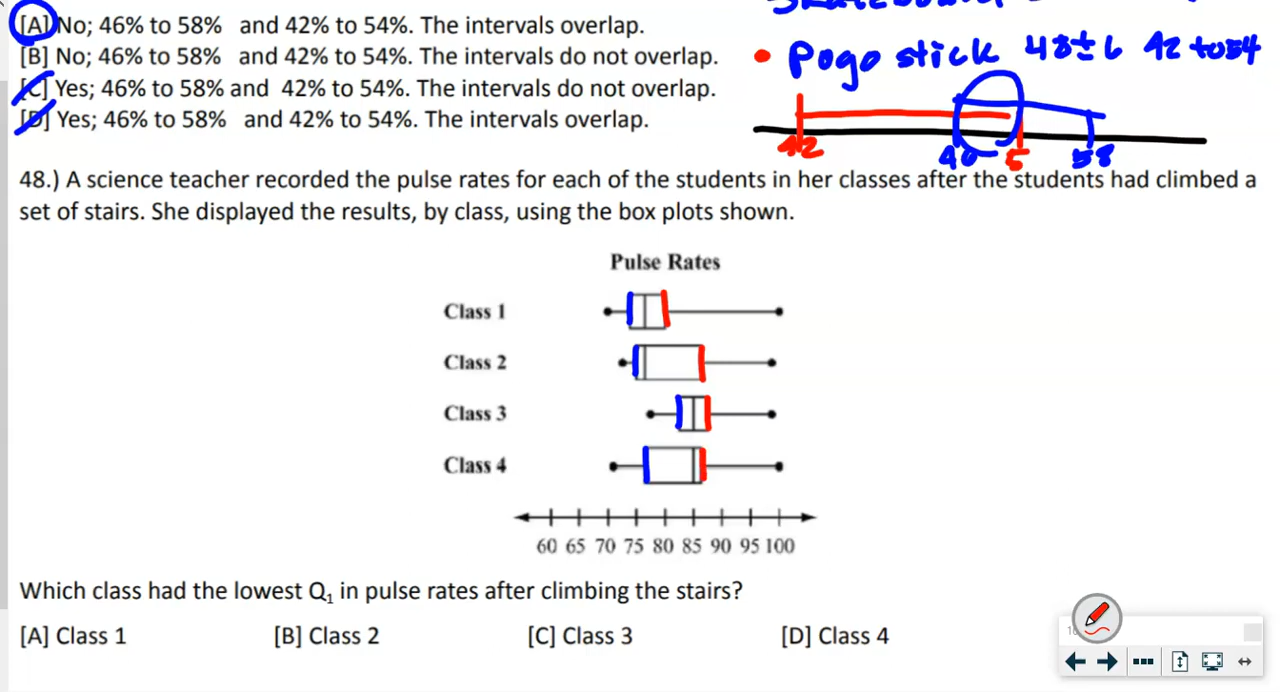 [A] No; 46% to 58% and 42% to 54%. The intervals overlap.
[B] No; 46% to 58% and 42% to 54%. The intervals do not overlap.
[C] Yes; 46% to 58% and 42% to 54%. The intervals do not overlap.
[D] Yes; 46% to 58% and 42% to 54%. The intervals overlap.
• Pogo stick 48±6 42 to 54
42 5 58
48.) A science teacher recorded the pulse rates for each of the students in her classes after the students had climbed a
set of stairs. She displayed the results, by class, using the box plots shown.
Pulse Rates
Class 1
Class 2
Class 3
Class 4
60 65 70 75 80 85 90 95 100
Which class had the lowest Q₁ in pulse rates after climbing the stairs?
[A] Class 1 [B] Class 2 [C] Class 3 [D] Class 4